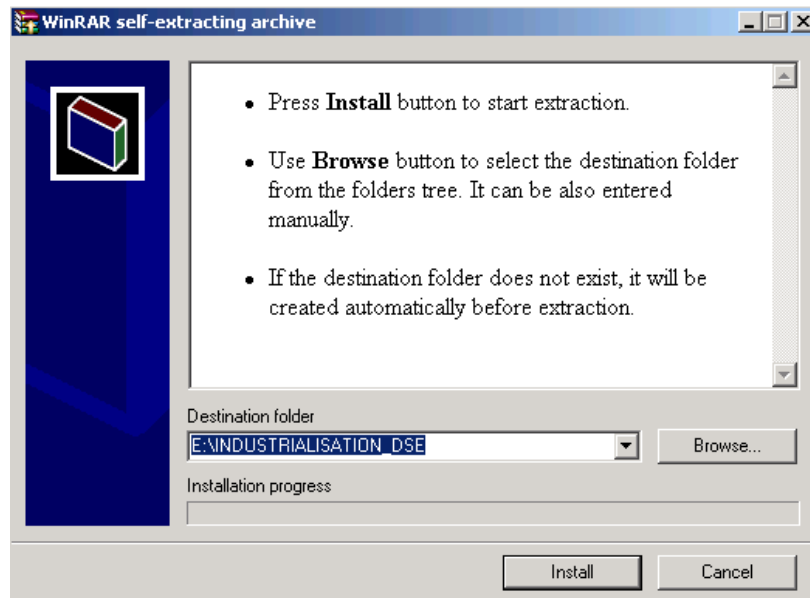 WinRAR self-extracting archive
• Press Install button to start extraction.
• Use Browse button to select the destination folder
from the folders tree. It can be also entered
manually.
• If the destination folder does not exist, it will be
created automatically before extraction.
Destination folder
E:\INDUSTRIALISATION_DSE
Browse...
Installation progress
Install
Cancel